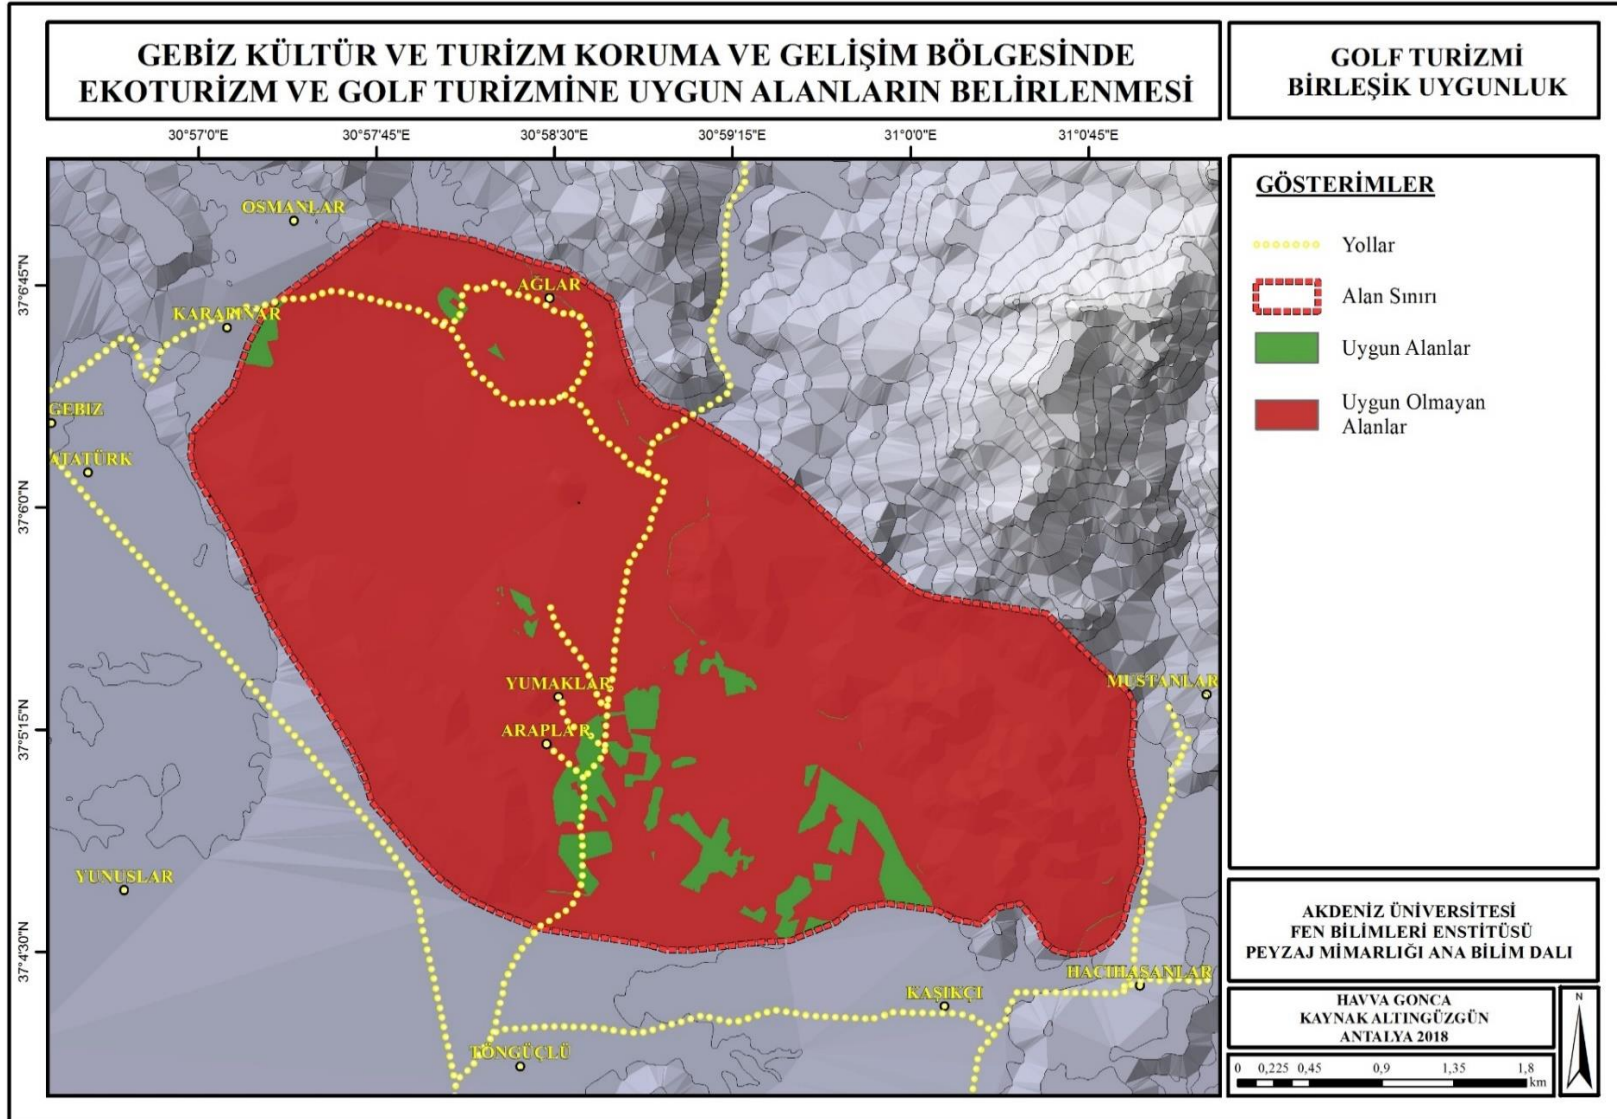 GEBİZ KÜLTÜR VE TURİZM KORUMA VE GELİŞİM BÖLGESİNDE
EKOTURİZM VE GOLF TURİZMİNE UYGUN ALANLARIN BELİRLENMESİ
GOLF TURİZMİ
BİRLEŞİK UYGUNLUK
30°57'0"E
30°57'45"E
30°58'30"E
30°59'15"E
31°0'0"E
31°0'45"E
37°6'45"N
37°6'0"N
37°5'15"N
37°4'30"N
OSMANLAR
AĞLAR
KARAPINAR
GEBİZ
ATATÜRK
YUMAKLAR
ARAPLAR
MUSTANLAR
YUNUSLAR
HACIHASANLAR
KAŞIKÇI
TÖNGÜÇLÜ
GÖSTERİMLER
Yollar
Alan Sınırı
Uygun Alanlar
Uygun Olmayan
Alanlar
AKDENİZ ÜNİVERSİTESİ
FEN BİLİMLERİ ENSTİTÜSÜ
PEYZAJ MİMARLIĞI ANA BİLİM DALI
HAVVA GONCA
KAYNAK ALTINGÜZGÜN
ANTALYA 2018
N
0 0,225 0,45 0,9 1,35 1,8
km